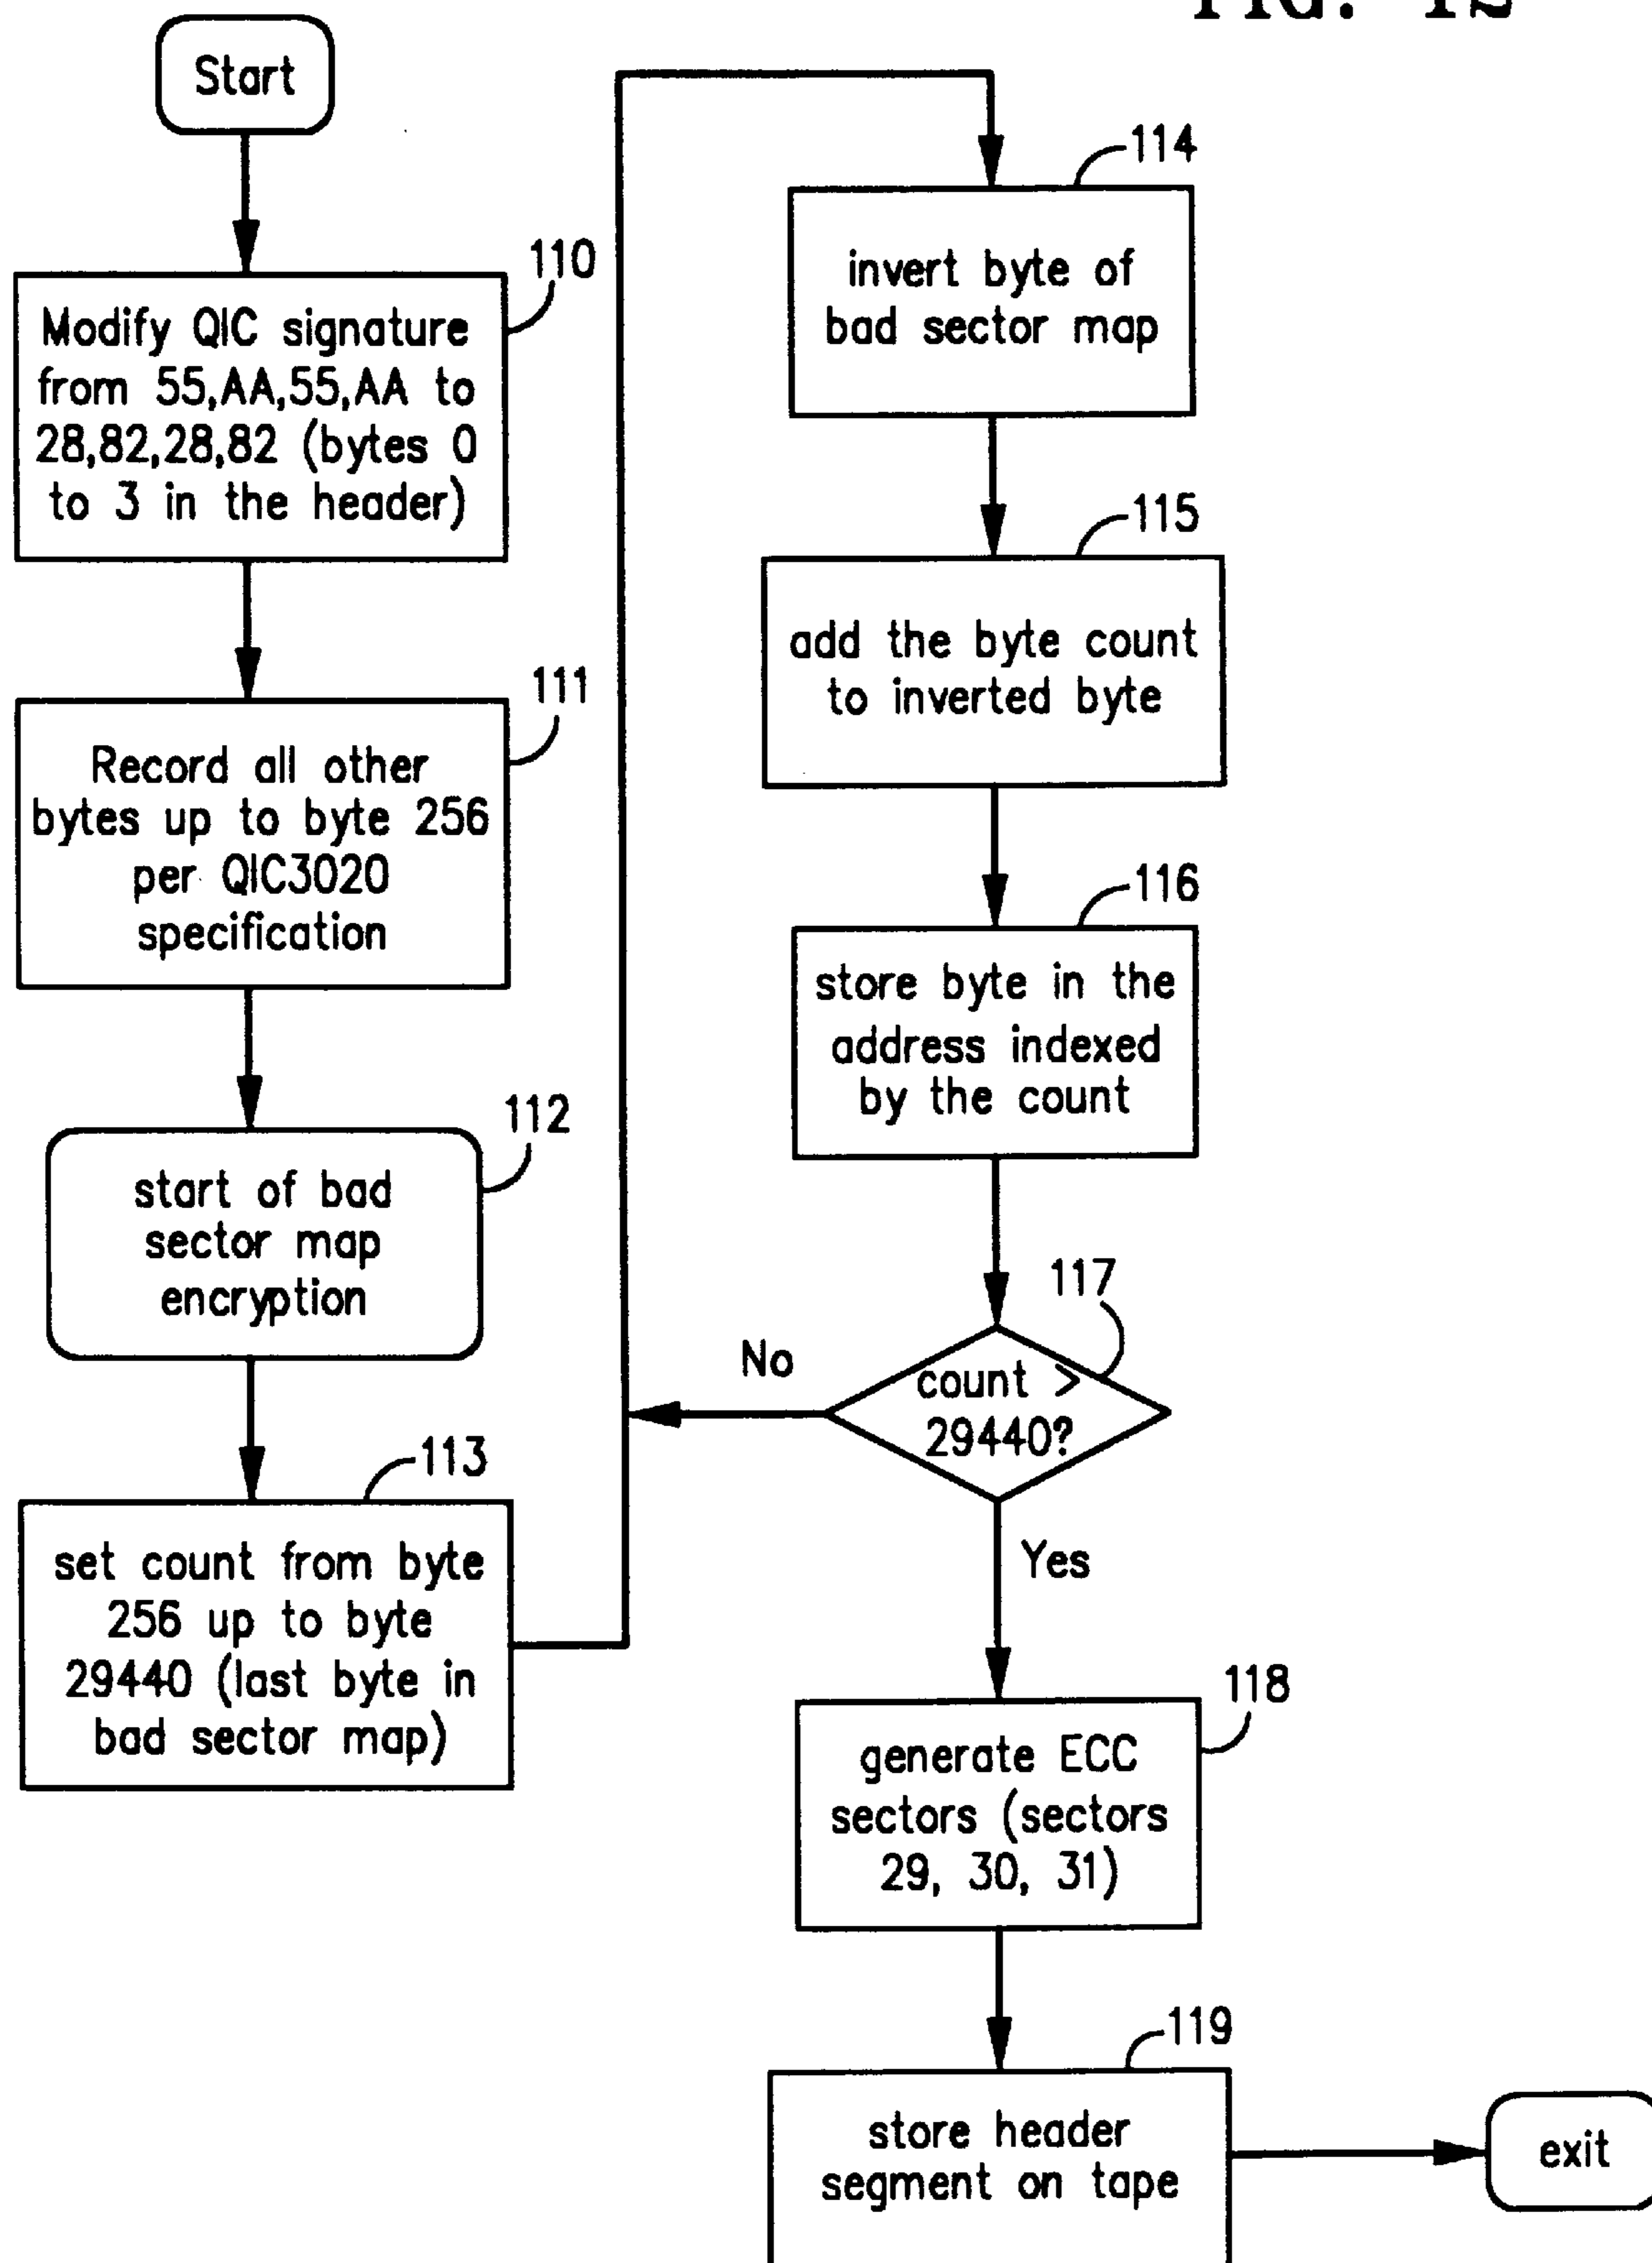 FIG. 12
Start
110
Modify QIC signature
from 55,AA,55,AA to
28,82,28,82 (bytes 0
to 3 in the header)
111
Record all other
bytes up to byte 256
per QIC3020
specification
112
start of bad
sector map
encryption
113
set count from byte
256 up to byte
29440 (last byte in
bad sector map)
114
invert byte of
bad sector map
115
add the byte count
to inverted byte
116
store byte in the
address indexed
by the count
117
count >
29440?
No
Yes
118
generate ECC
sectors (sectors
29, 30, 31)
119
store header
segment on tape
exit